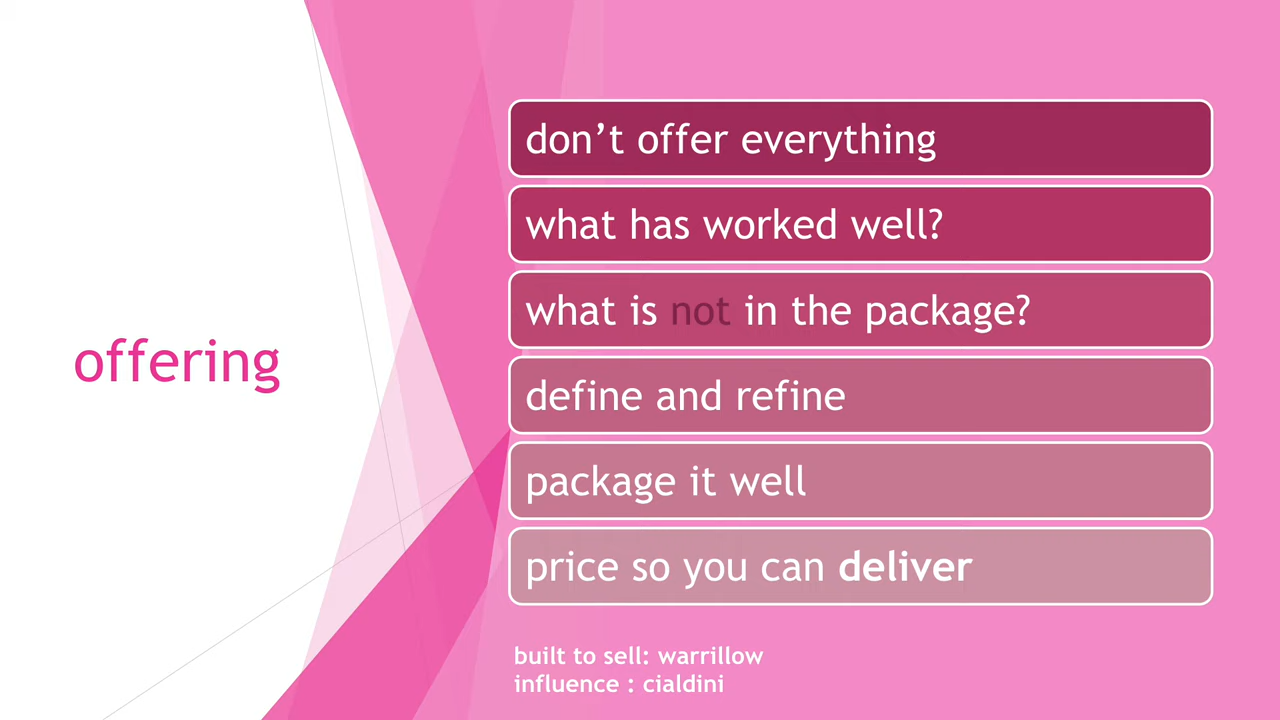 offering
don’t offer everything
what has worked well?
what is not in the package?
define and refine
package it well
price so you can deliver
built to sell: warrillow
influence : cialdini